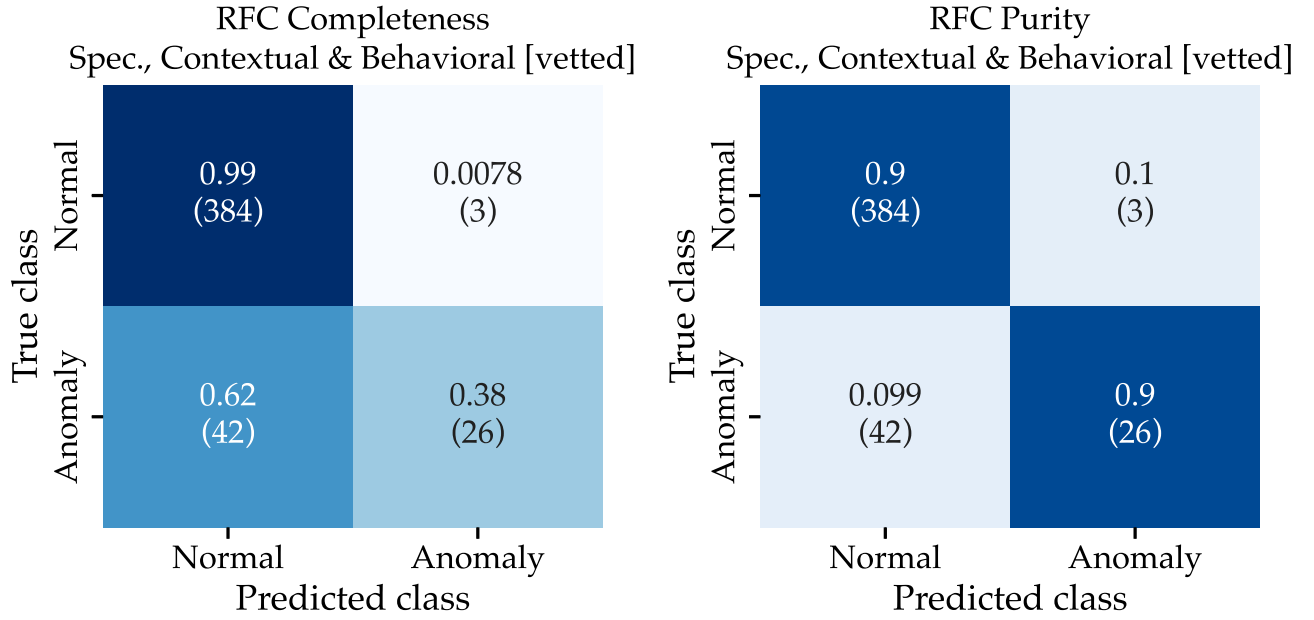 RFC Completeness
Spec., Contextual & Behavioral [vetted]
True class
Normal
Anomaly
0.99
(384)
0.0078
(3)
0.62
(42)
0.38
(26)
Normal
Anomaly
Predicted class
RFC Purity
Spec., Contextual & Behavioral [vetted]
True class
Normal
Anomaly
0.9
(384)
0.1
(3)
0.099
(42)
0.9
(26)
Normal
Anomaly
Predicted class